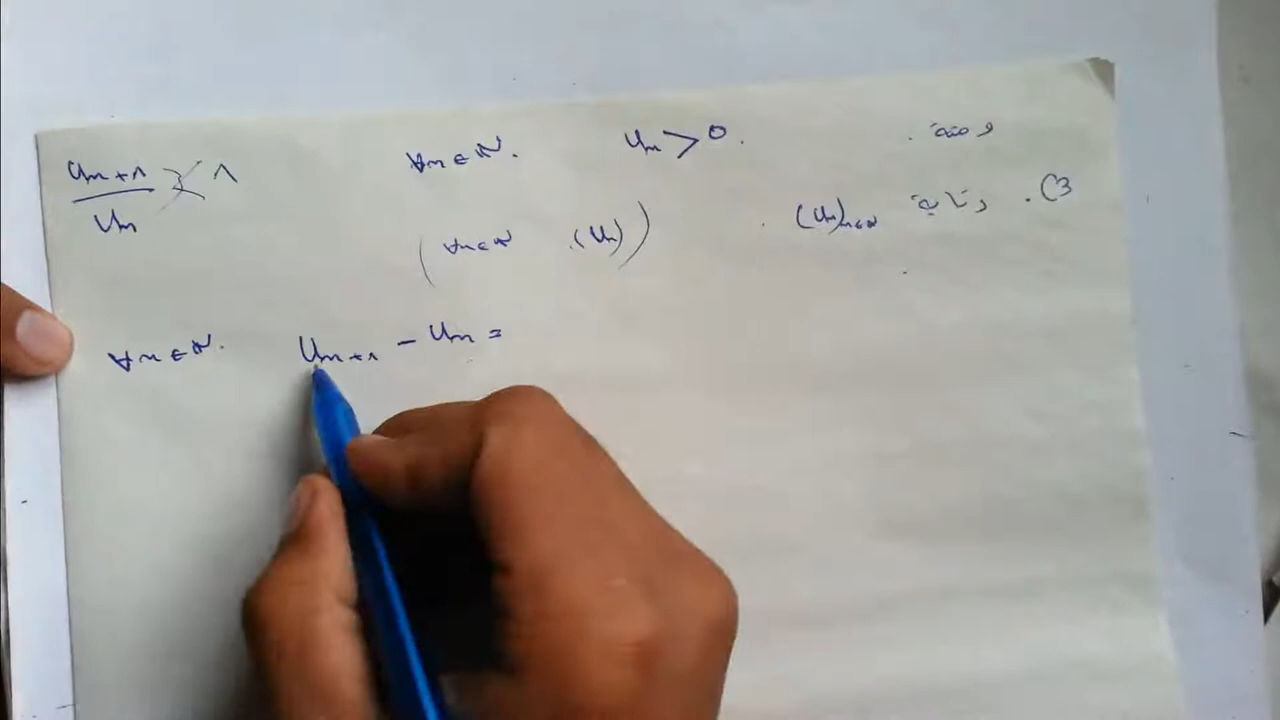 ومنه. Un > 0. ∀n ∈ ℕ.
3). رتابة (Un)n∈ℕ
(∀n∈ℕ (Un))
Un+1/Un ≷ 1
∀n ∈ ℕ. Un+1 - Un =